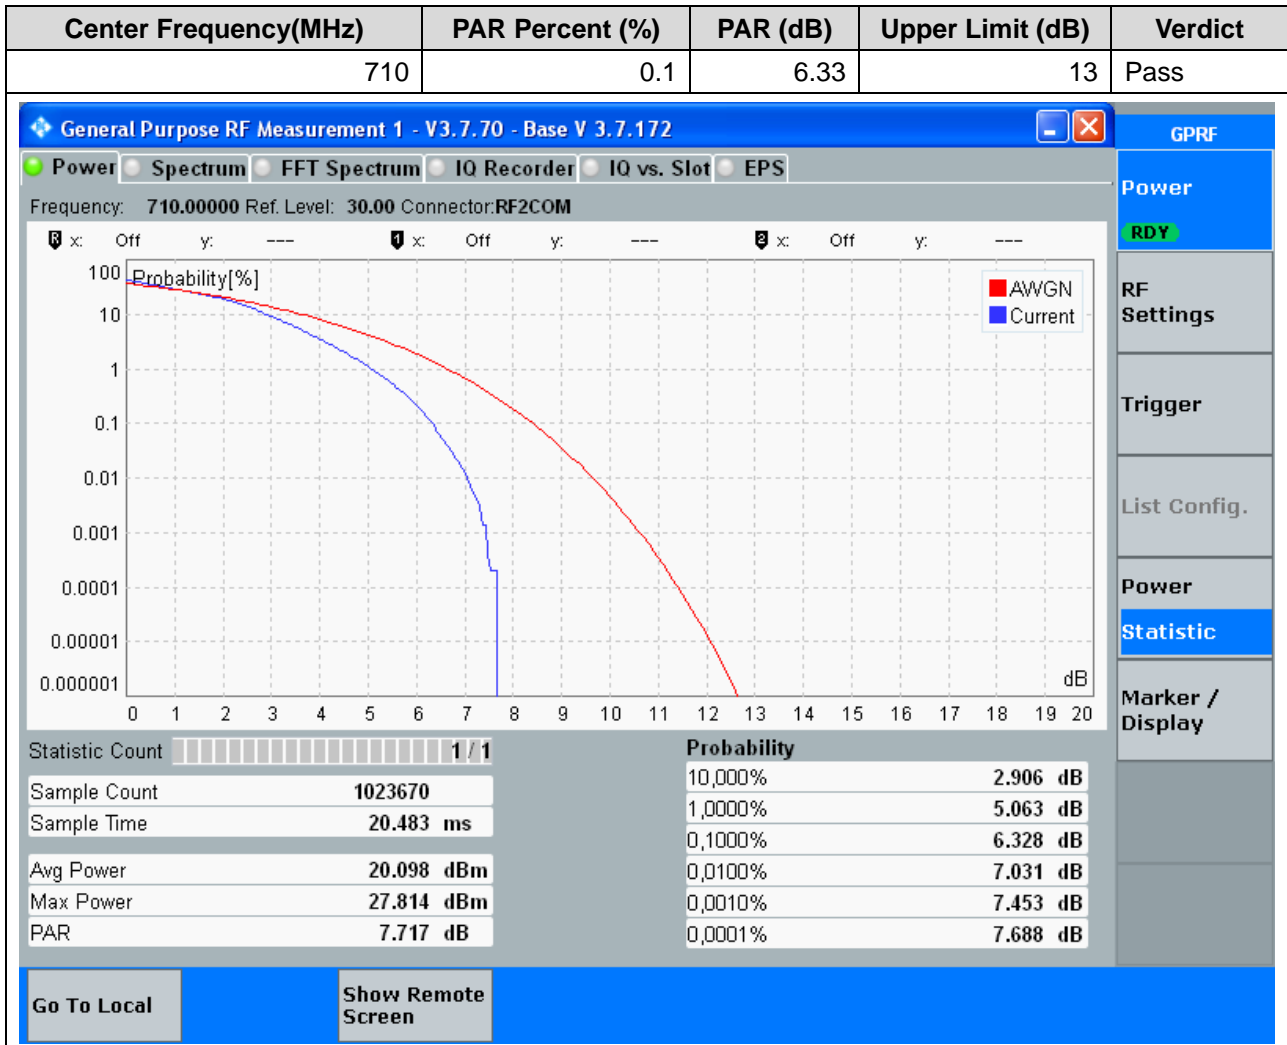 Center Frequency(MHz) PAR Percent (%) PAR (dB) Upper Limit (dB) Verdict
710 0.1 6.33 13 Pass
General Purpose RF Measurement 1 - V3.7.70 - Base V 3.7.172
GPRF
Power Spectrum FFT Spectrum IQ Recorder IQ vs. Slot EPS
Power
RDY
Frequency: 710.00000 Ref. Level: 30.00 Connector:RF2COM
R x: Off y: --- 1 x: Off y: --- 2 x: Off y: ---
Probability[%]
AWGN
Current
100
10
1
0.1
0.01
0.001
0.0001
0.00001
0.000001
dB
0 1 2 3 4 5 6 7 8 9 10 11 12 13 14 15 16 17 18 19 20
RF
Settings
Trigger
List Config.
Power
Statistic
Marker /
Display
Statistic Count 1 / 1
Sample Count 1023670
Sample Time 20.483 ms
Avg Power 20.098 dBm
Max Power 27.814 dBm
PAR 7.717 dB
Probability
10,000% 2.906 dB
1,0000% 5.063 dB
0,1000% 6.328 dB
0,0100% 7.031 dB
0,0010% 7.453 dB
0,0001% 7.688 dB
Go To Local
Show Remote
Screen